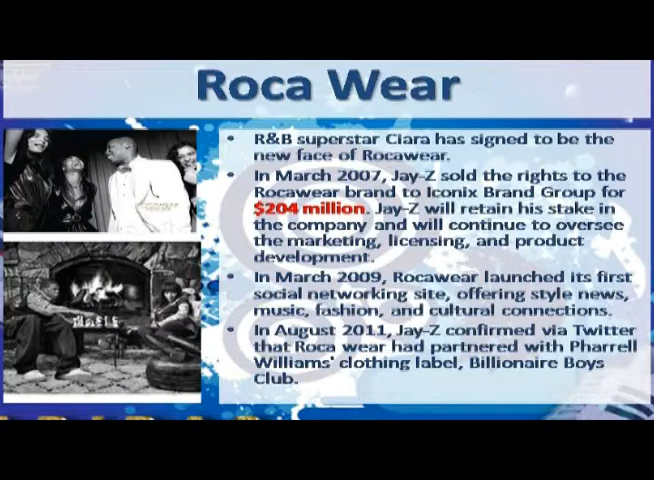 Roca Wear
• R&B superstar Ciara has signed to be the
new face of Rocawear.
• In March 2007, Jay-Z sold the rights to the
Rocawear brand to Iconix Brand Group for
$204 million. Jay-Z will retain his stake in
the company and will continue to oversee
the marketing, licensing, and product
development.
• In March 2009, Rocawear launched its first
social networking site, offering style news,
music, fashion, and cultural connections.
• In August 2011, Jay-Z confirmed via Twitter
that Roca wear had partnered with Pharrell
Williams' clothing label, Billionaire Boys
Club.